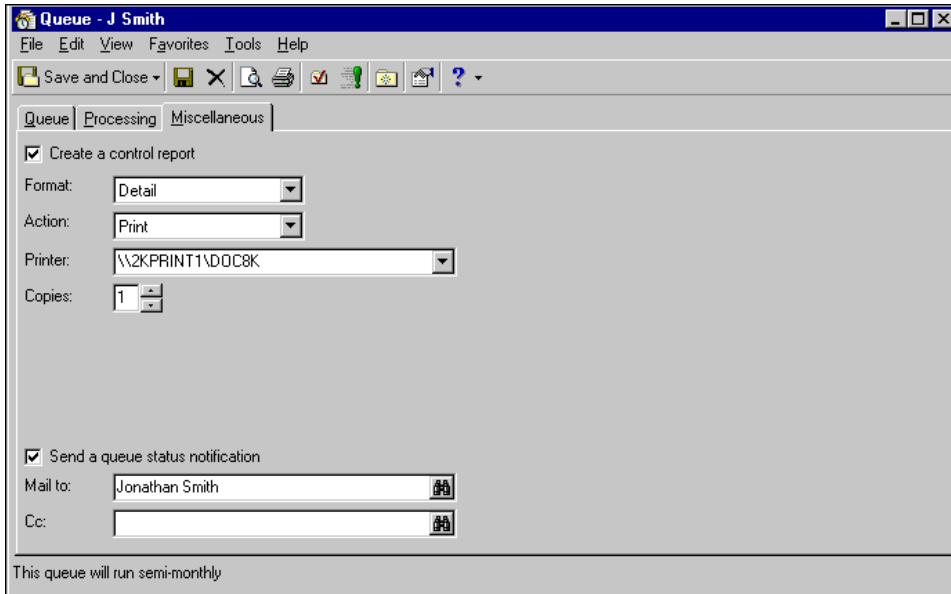 Queue - J Smith
File Edit View Favorites Tools Help
Save and Close
Queue Processing Miscellaneous
Create a control report
Format: Detail
Action: Print
Printer: \\2KPRINT1\DOC8K
Copies: 1
Send a queue status notification
Mail to: Jonathan Smith
Cc:
This queue will run semi-monthly